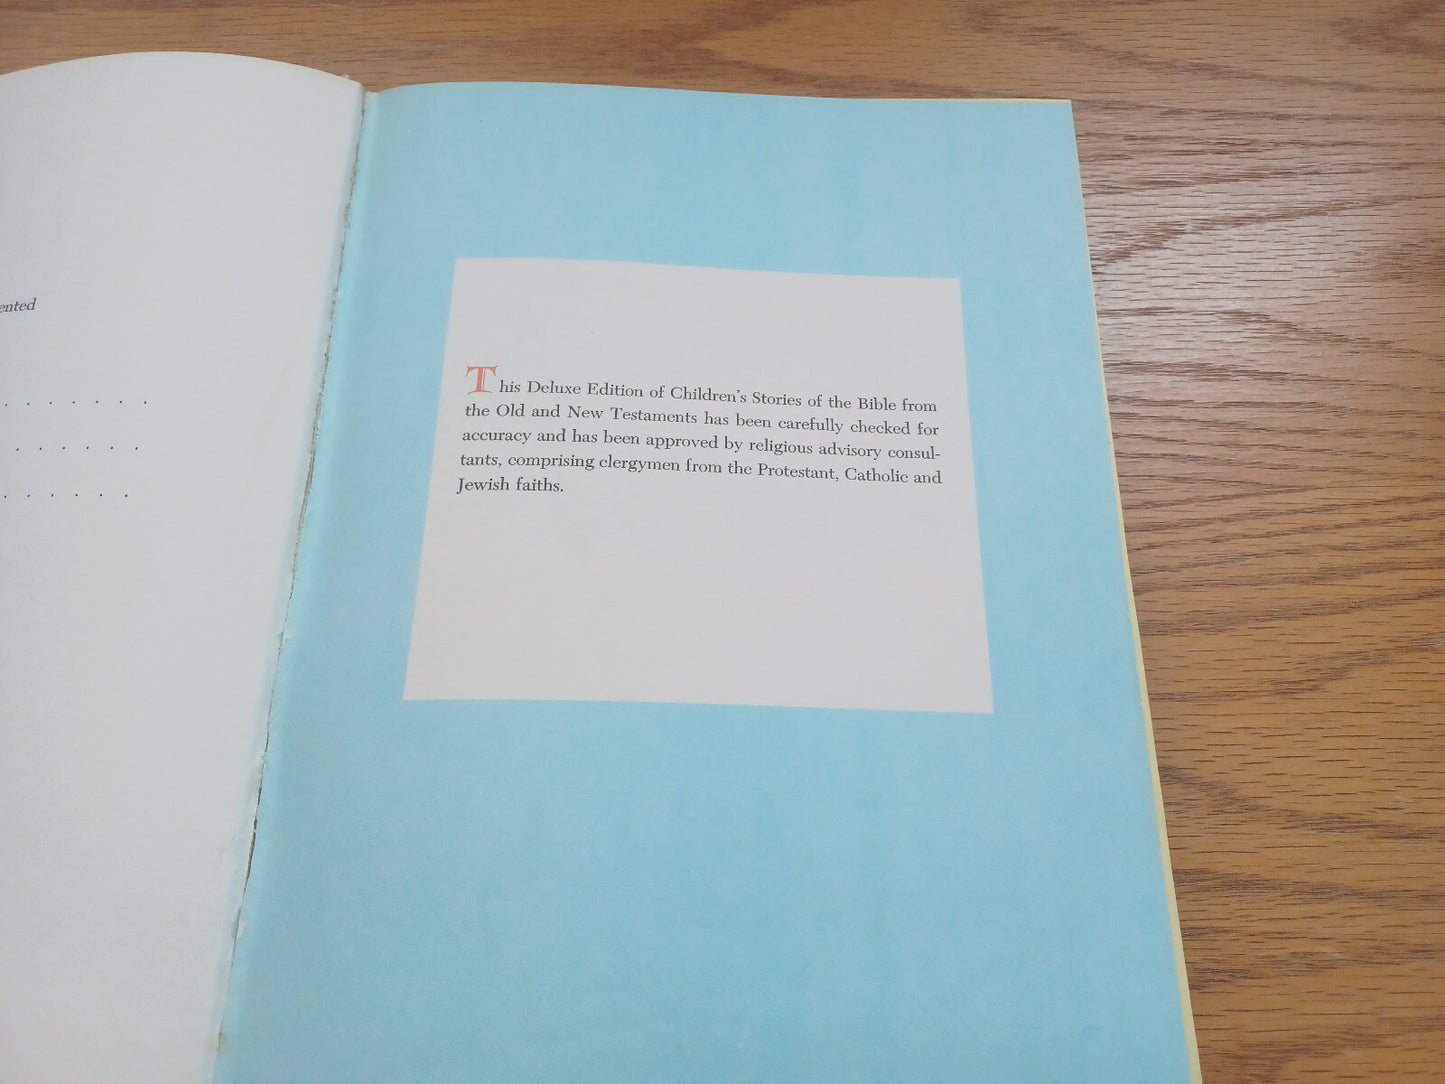 ented
. . . . . . .
. . . . . .
. . . . . .
This Deluxe Edition of Children's Stories of the Bible from
the Old and New Testaments has been carefully checked for
accuracy and has been approved by religious advisory consul-
tants, comprising clergymen from the Protestant, Catholic and
Jewish faiths.